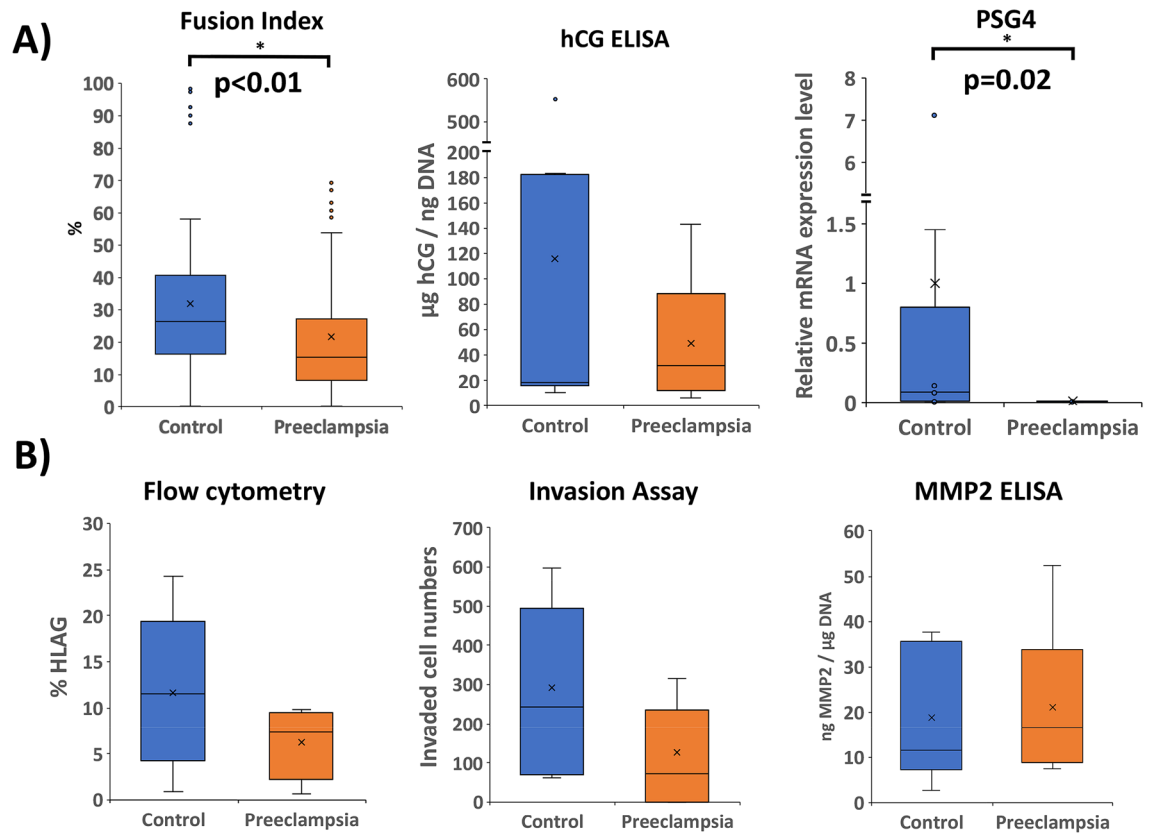 A)
Fusion Index
*
p<0.01
%
100
90
80
70
60
50
40
30
20
10
0
Control
Preeclampsia
hCG ELISA
µg hCG / ng DNA
600
500
200
180
160
140
120
100
80
60
40
20
0
Control
Preeclampsia
PSG4
*
p=0.02
Relative mRNA expression level
8
7
6
1.5
1
0.5
0
Control
Preeclampsia
B)
Flow cytometry
% HLAG
30
25
20
15
10
5
0
Control
Preeclampsia
Invasion Assay
Invaded cell numbers
700
600
500
400
300
200
100
0
Control
Preeclampsia
MMP2 ELISA
ng MMP2 / µg DNA
60
50
40
30
20
10
0
Control
Preeclampsia